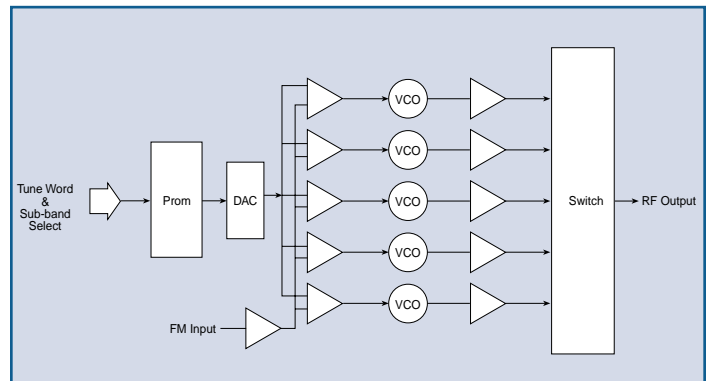 Tune Word
&
Sub-band
Select
Prom
DAC
FM Input
VCO
VCO
VCO
VCO
VCO
Switch
RF Output